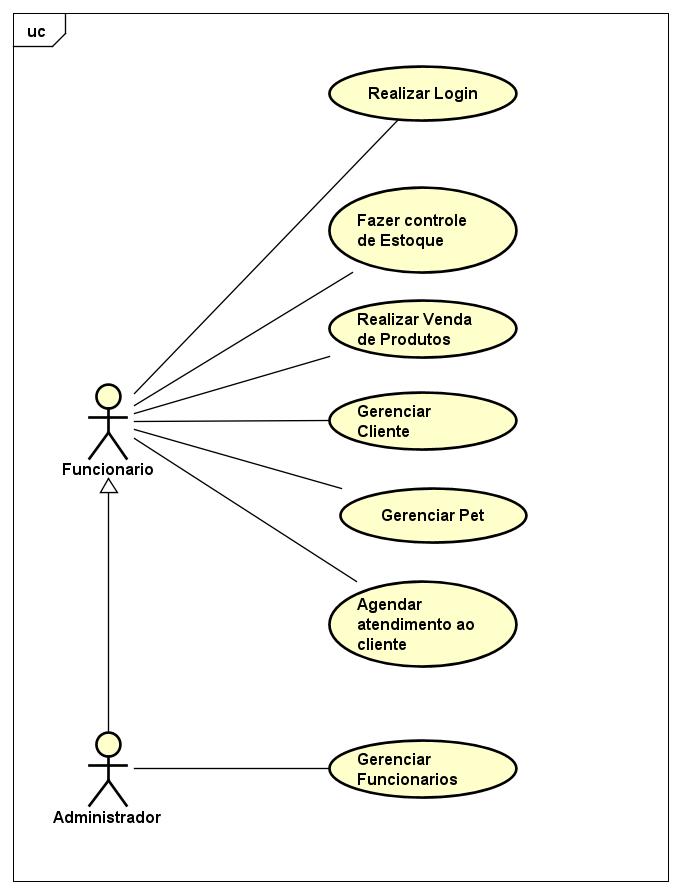 uc
Realizar Login
Fazer controle
de Estoque
Realizar Venda
de Produtos
Gerenciar
Cliente
Funcionario
Gerenciar Pet
Agendar
atendimento ao
cliente
Gerenciar
Funcionarios
Administrador